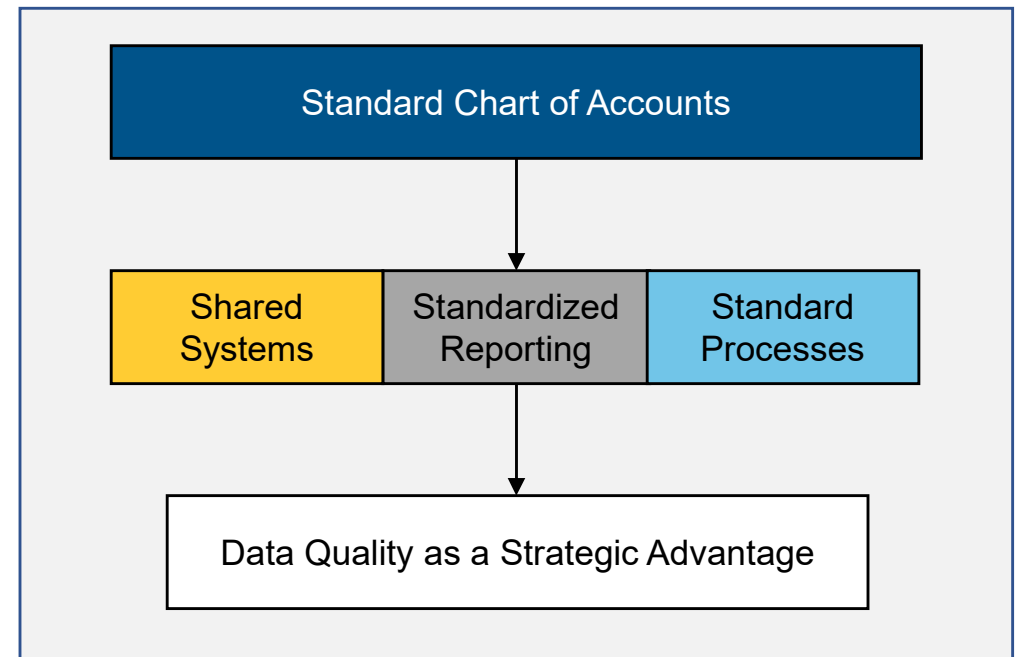 Standard Chart of Accounts
Shared
Systems
Standardized
Reporting
Standard
Processes
Data Quality as a Strategic Advantage